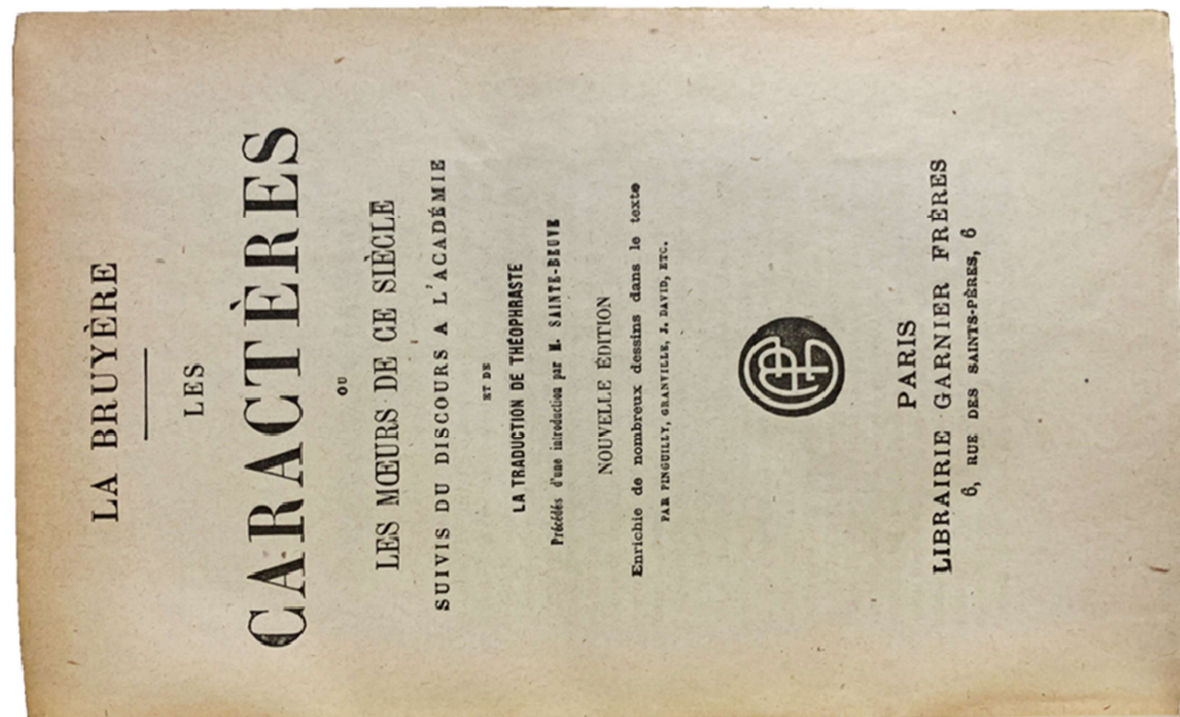 LA BRUYÈRE
LES
CARACTÈRES
OU
LES MŒURS DE CE SIÈCLE
SUIVIS DU DISCOURS A L'ACADÉMIE
ET DE
LA TRADUCTION DE THÉOPHRASTE
Précédés d'une introduction par M. SAINTE-BEUVE
NOUVELLE ÉDITION
Enrichie de nombreux dessins dans le texte
PAR PINGUILLY, GRANVILLE, J. DAVID, ETC.
PARIS
LIBRAIRIE GARNIER FRÈRES
6, RUE DES SAINTS-PÈRES, 6